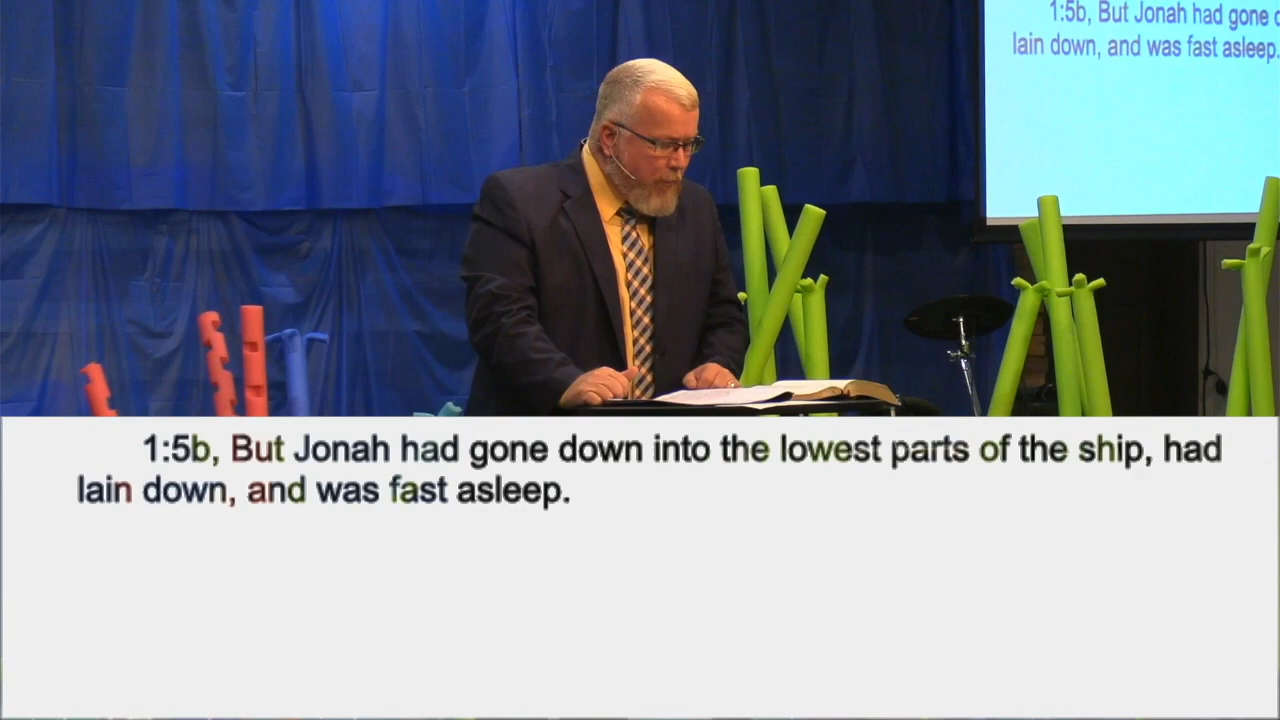 1:5b, But Jonah had gone
lain down, and was fast asleep.
1:5b, But Jonah had gone down into the lowest parts of the ship, had
lain down, and was fast asleep.